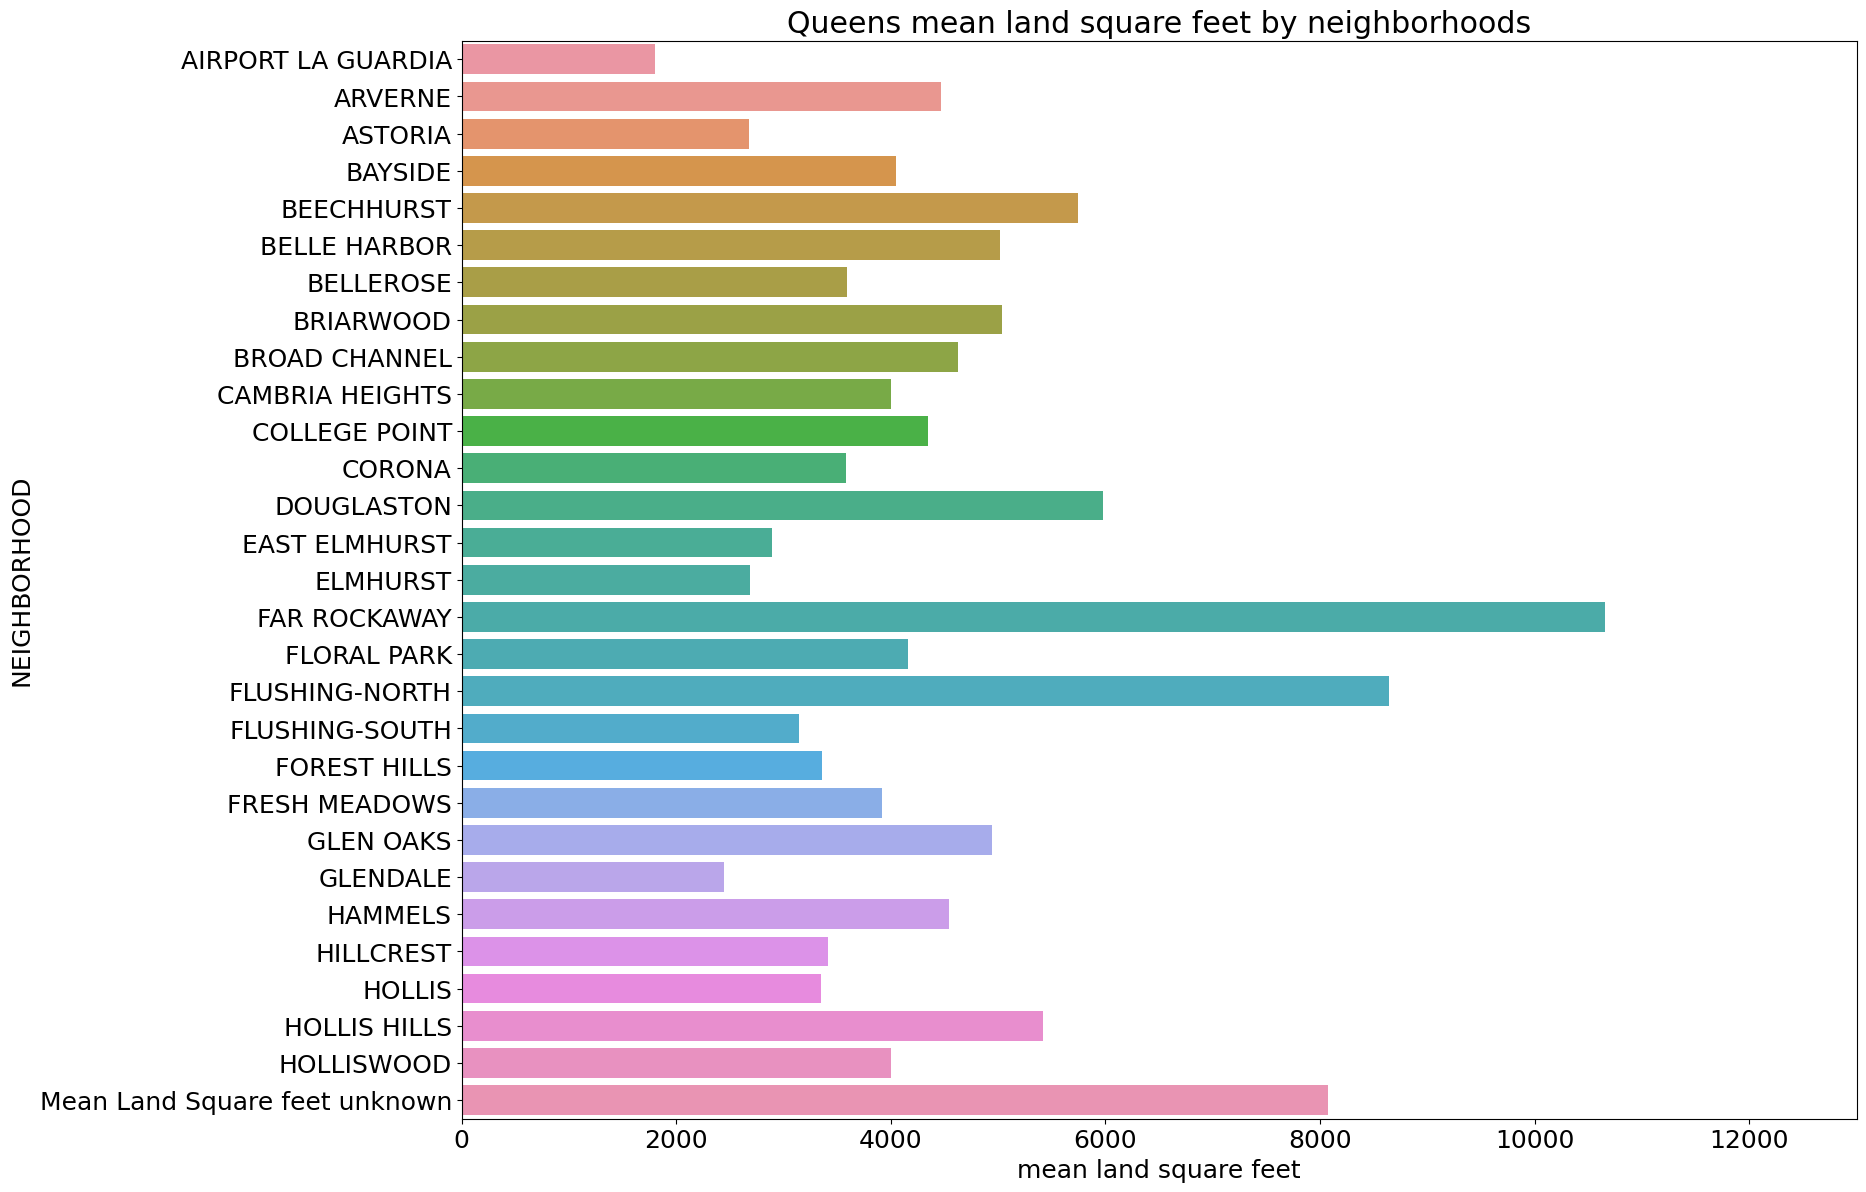 Queens mean land square feet by neighborhoods
AIRPORT LA GUARDIA
ARVERNE
ASTORIA
BAYSIDE
BEECHHURST
BELLE HARBOR
BELLEROSE
BRIARWOOD
BROAD CHANNEL
CAMBRIA HEIGHTS
COLLEGE POINT
CORONA
DOUGLASTON
EAST ELMHURST
ELMHURST
FAR ROCKAWAY
FLORAL PARK
FLUSHING-NORTH
FLUSHING-SOUTH
FOREST HILLS
FRESH MEADOWS
GLEN OAKS
GLENDALE
HAMMELS
HILLCREST
HOLLIS
HOLLIS HILLS
HOLLISWOOD
Mean Land Square feet unknown
NEIGHBORHOOD
0 2000 4000 6000 8000 10000 12000
mean land square feet